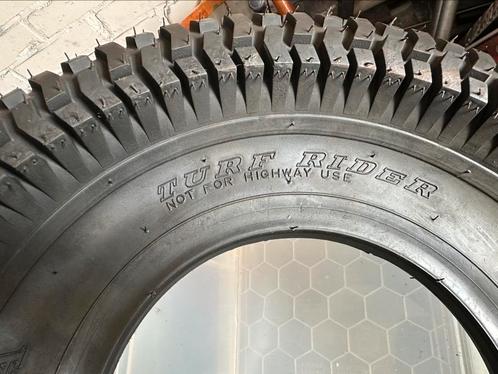 TURF RIDER
NOT FOR HIGHWAY USE